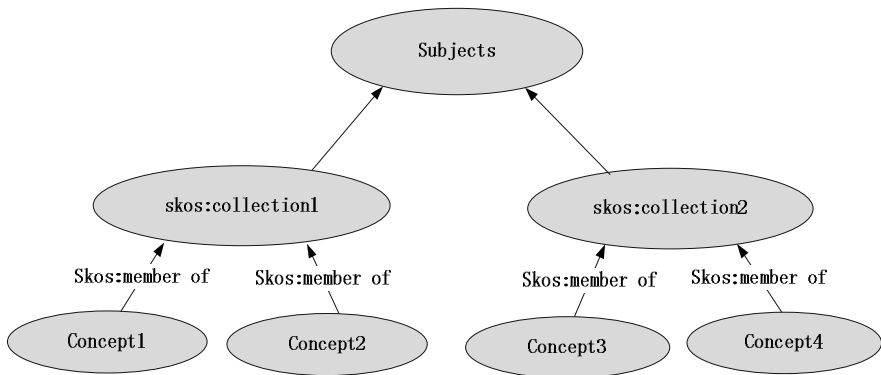 Subjects
skos:collection1
skos:collection2
Skos:member of
Skos:member of
Skos:member of
Skos:member of
Concept1
Concept2
Concept3
Concept4